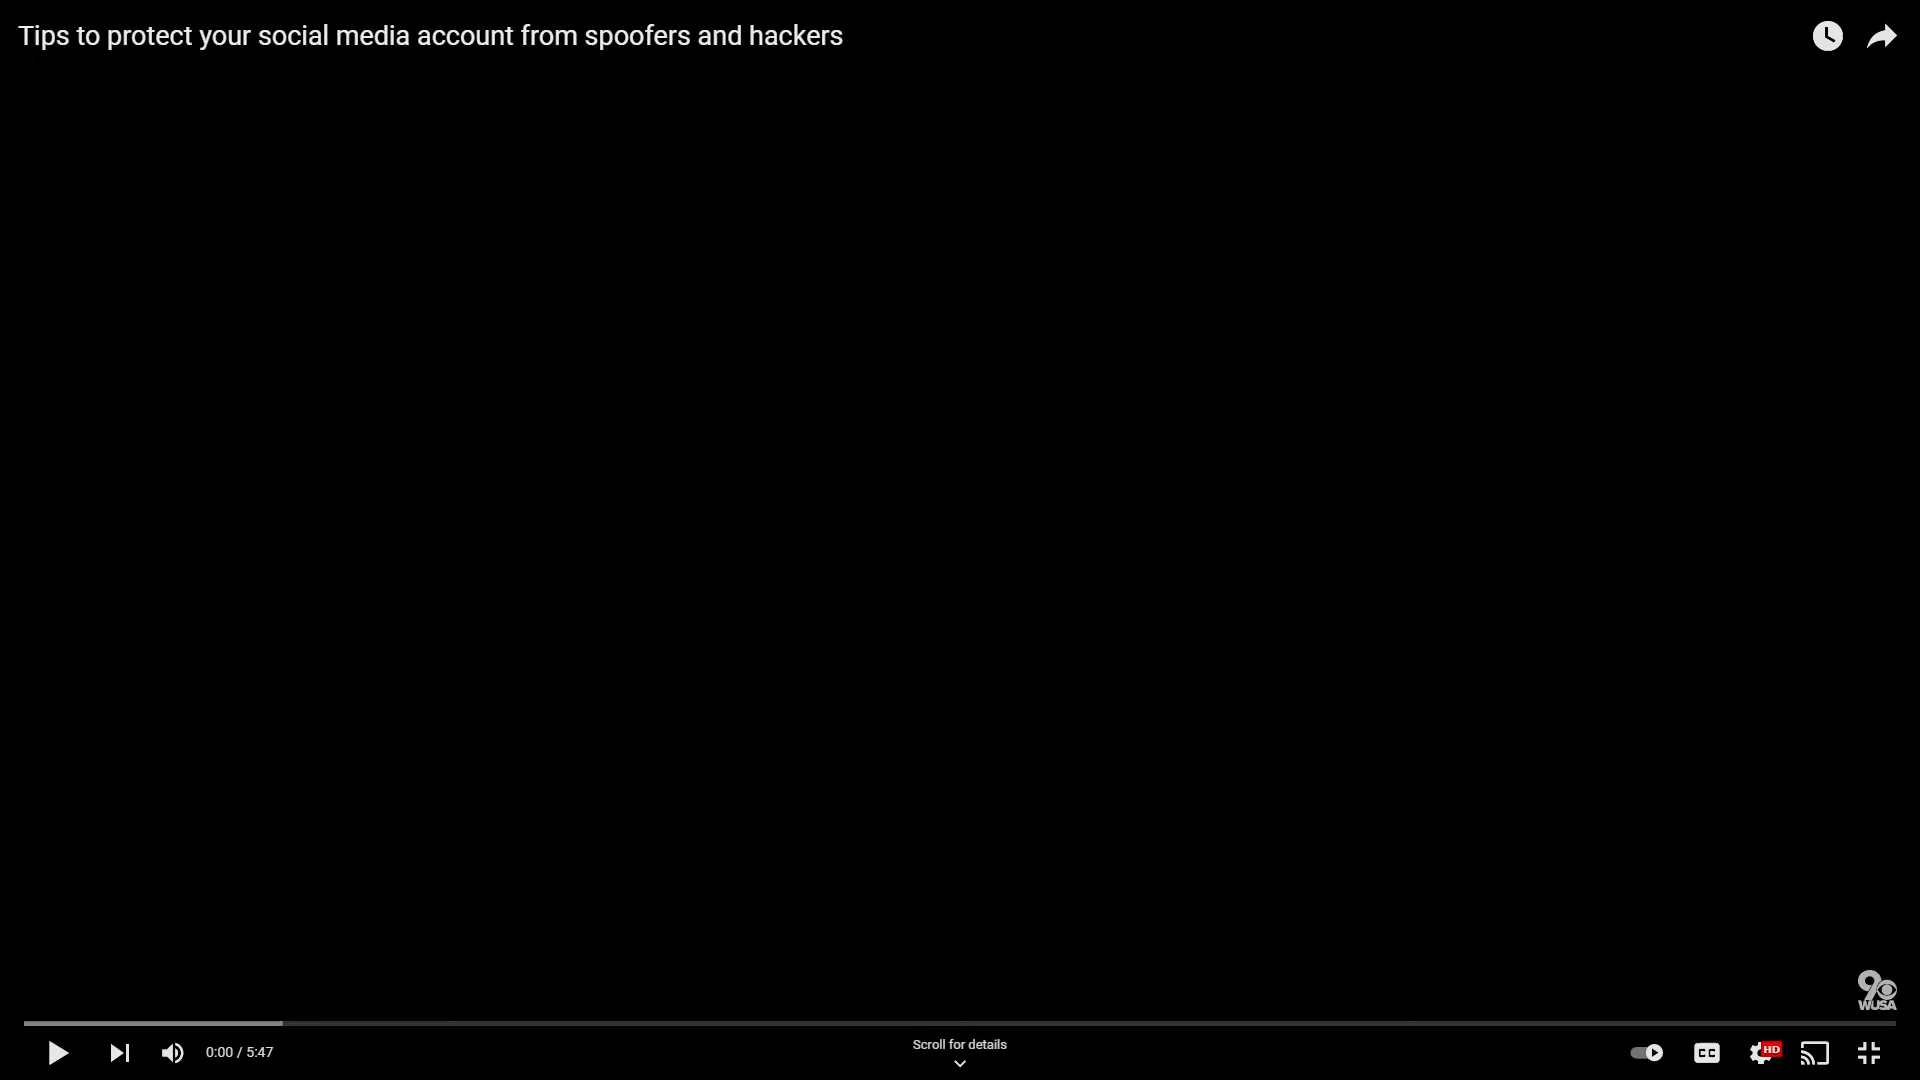 Tips to protect your social media account from spoofers and hackers
9
WUSA
0:00 / 5:47
Scroll for details
CC
HD